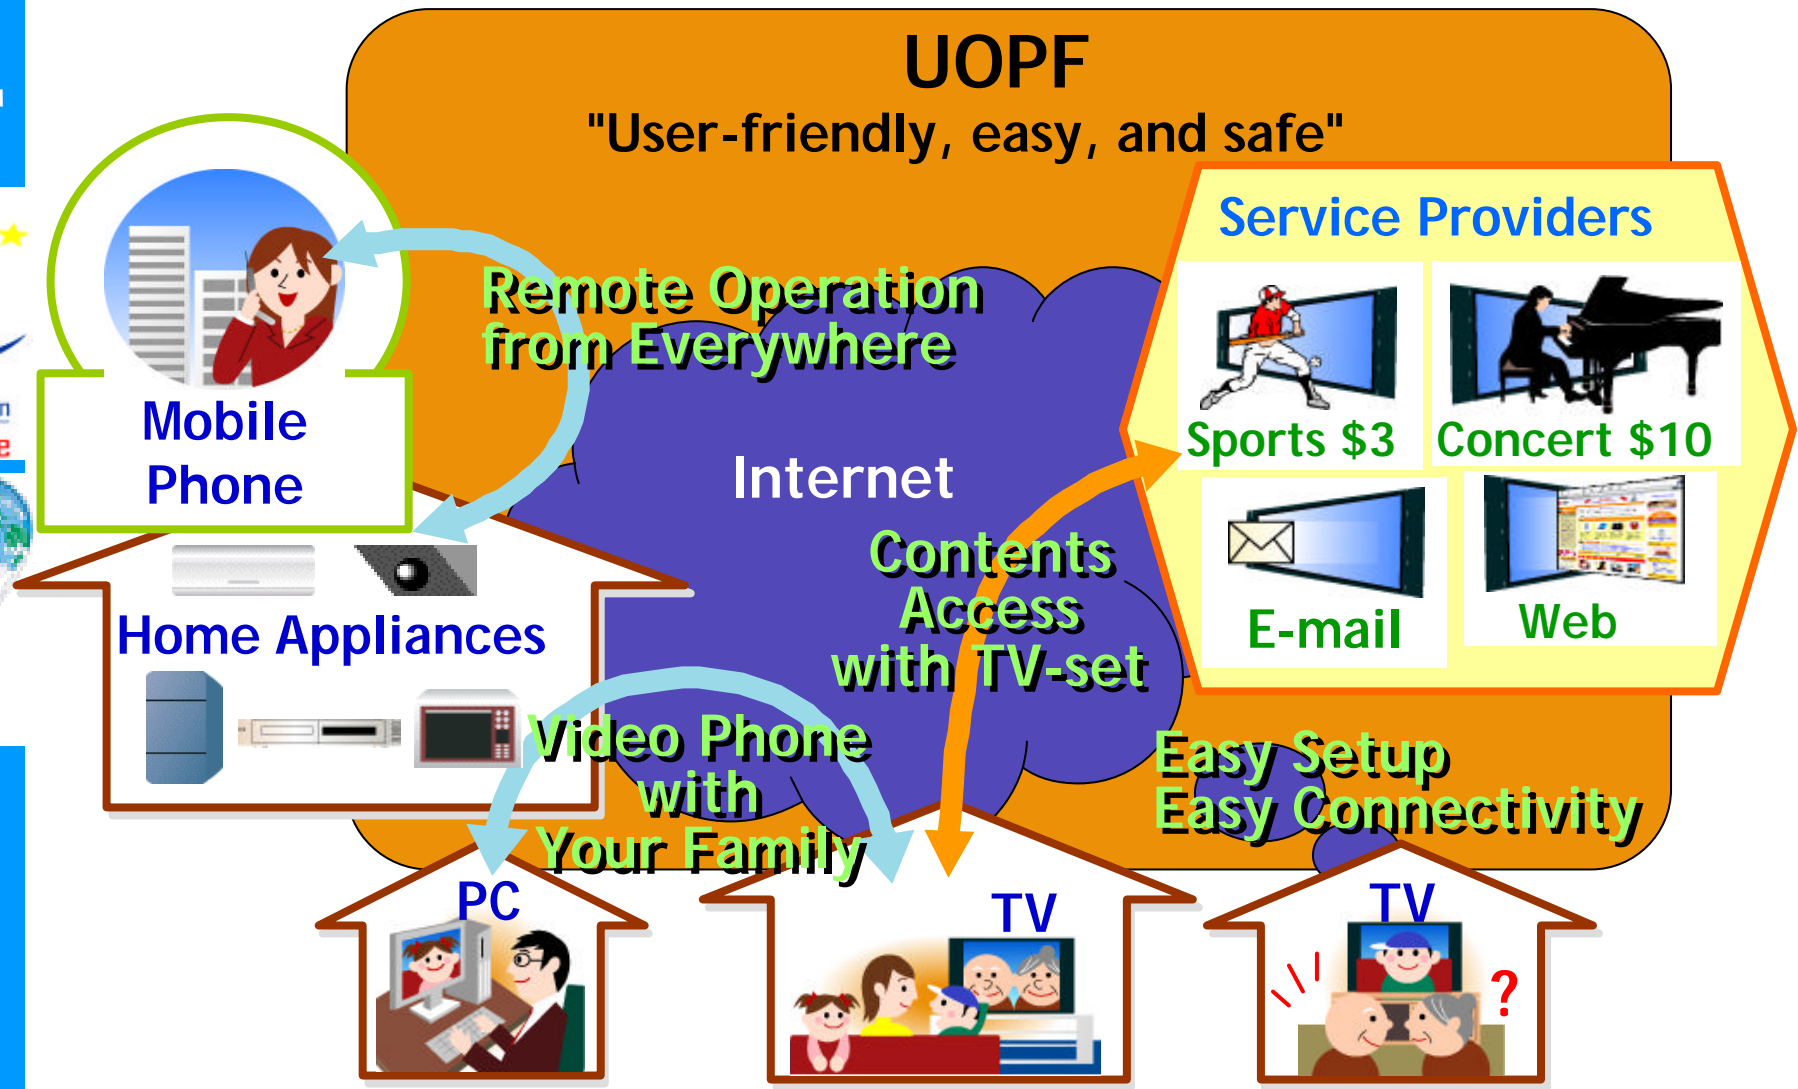 UOPF
"User-friendly, easy, and safe"
Service Providers
Remote Operation
from Everywhere
Mobile
Phone
Sports $3
Concert $10
Internet
Contents
Access
with TV-set
E-mail
Web
Home Appliances
Video Phone
with
Your Family
Easy Setup
Easy Connectivity
PC
TV
TV
?